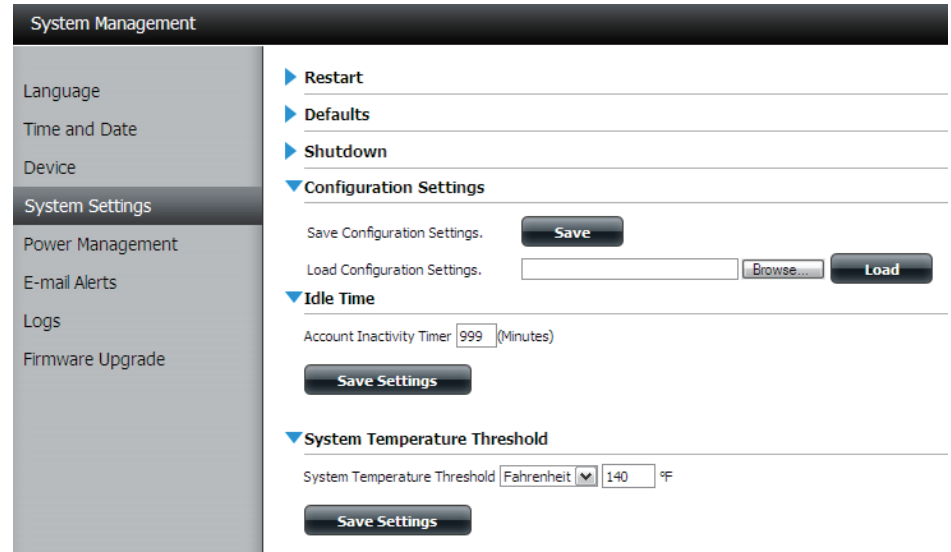 System Management
Language
Time and Date
Device
System Settings
Power Management
E-mail Alerts
Logs
Firmware Upgrade
Restart
Defaults
Shutdown
Configuration Settings
Save Configuration Settings. Save
Load Configuration Settings. Browse... Load
Idle Time
Account Inactivity Timer 999 (Minutes)
Save Settings
System Temperature Threshold
System Temperature Threshold Fahrenheit 140 °F
Save Settings